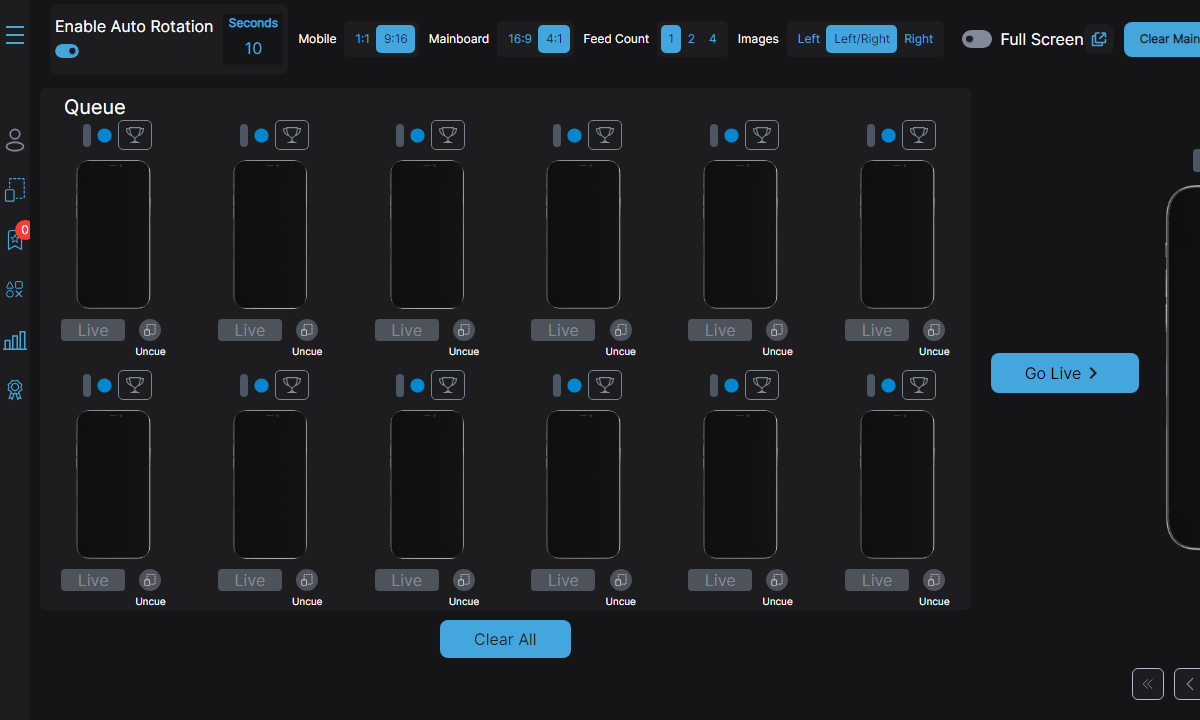 Enable Auto Rotation
Seconds
10
Mobile 1:1 9:16 Mainboard 16:9 4:1 Feed Count 1 2 4 Images Left Left/Right Right Full Screen Clear Main
0
Queue
Live Live Live Live Live Live
Uncue Uncue Uncue Uncue Uncue Uncue
Go Live
Live Live Live Live Live Live
Uncue Uncue Uncue Uncue Uncue Uncue
Clear All